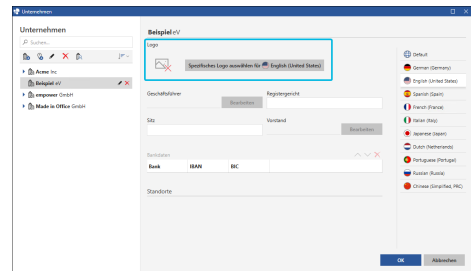 Unternehmen
Unternehmen
Suchen...
Acme Inc
Beispiel eV
empower GmbH
Made in Office GmbH
Beispiel eV
Logo
Spezifisches Logo auswählen für English (United States)
Geschäftsführer
Registergericht
Bearbeiten
Sitz
Vorstand
Bearbeiten
Bankdaten
Bank IBAN BIC
Standorte
Default
German (Germany)
English (United States)
Spanish (Spain)
French (France)
Italian (Italy)
Japanese (Japan)
Dutch (Netherlands)
Portuguese (Portugal)
Russian (Russia)
Chinese (Simplified, PRC)
OK Abbrechen